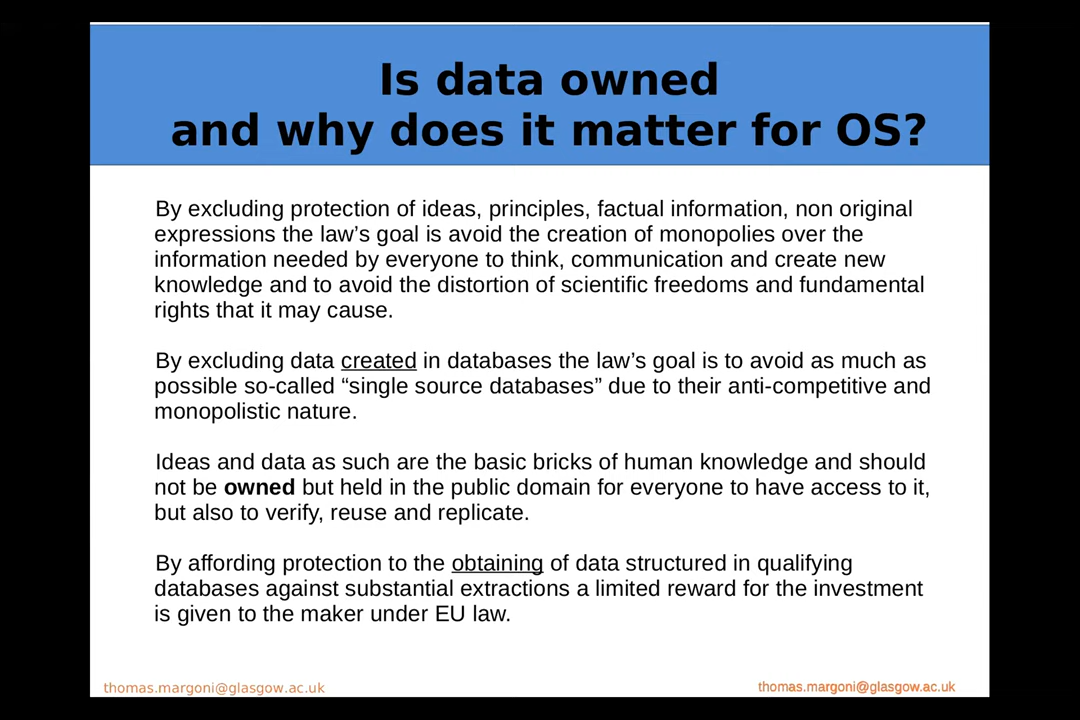 Is data owned
and why does it matter for OS?
By excluding protection of ideas, principles, factual information, non original
expressions the law’s goal is avoid the creation of monopolies over the
information needed by everyone to think, communication and create new
knowledge and to avoid the distortion of scientific freedoms and fundamental
rights that it may cause.
By excluding data created in databases the law’s goal is to avoid as much as
possible so-called “single source databases” due to their anti-competitive and
monopolistic nature.
Ideas and data as such are the basic bricks of human knowledge and should
not be owned but held in the public domain for everyone to have access to it,
but also to verify, reuse and replicate.
By affording protection to the obtaining of data structured in qualifying
databases against substantial extractions a limited reward for the investment
is given to the maker under EU law.
thomas.margoni@glasgow.ac.uk
thomas.margoni@glasgow.ac.uk